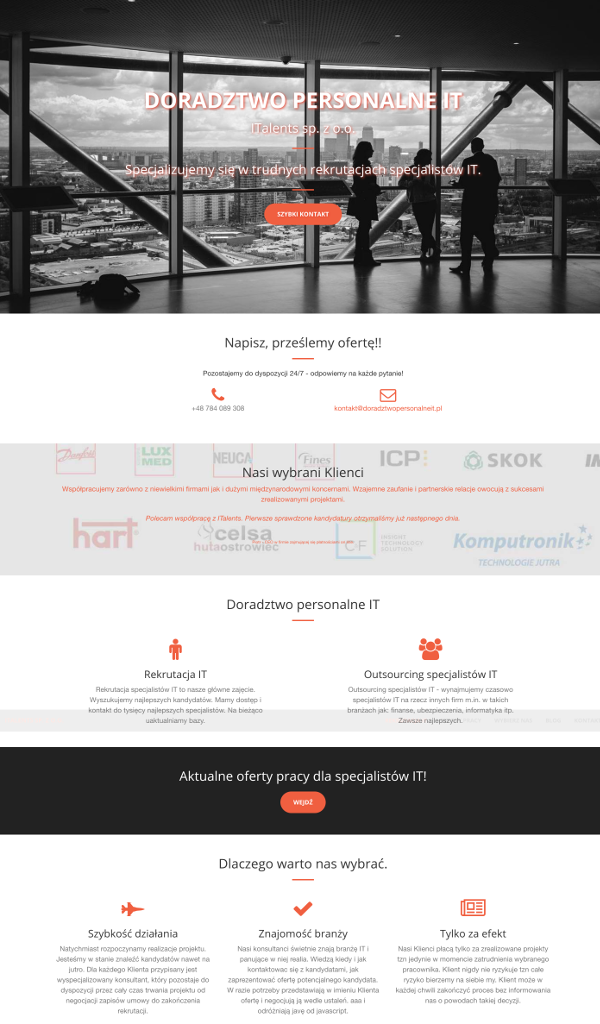 DORADZTWO PERSONALNE IT
ITalents sp. z o.o.
Specjalizujemy się w trudnych rekrutacjach specjalistów IT.
SZYBKI KONTAKT
Napisz, prześlemy ofertę!!
Pozostajemy do dyspozycji 24/7 - odpowiemy na każde pytanie!
+48 784 089 308
kontakt@doradztwopersonalneit.pl
Danfoss LUX MED NEUCA Fines ICP SKOK
Nasi wybrani Klienci
Współpracujemy zarówno z niewielkimi firmami jak i dużymi międzynarodowymi koncernami. Wzajemne zaufanie i partnerskie relacje owocują z sukcesami
zrealizowanymi projektami.
Polecam współpracę z ITalents. Pierwsze sprawdzone kandydatury otrzymaliśmy już następnego dnia.
hart celsa hutaostrowiec CF INSIGHT TECHNOLOGY SOLUTION Komputronik
TECHNOLOGIE JUTRA
Doradztwo personalne IT
Rekrutacja IT
Rekrutacja specjalistów IT to nasze główne zajęcie.
Wyszukujemy najlepszych kandydatów. Mamy dostęp i
kontakt do tysięcy najlepszych specjalistów. Na bieżąco
uaktualniamy bazy.
Outsourcing specjalistów IT
Outsourcing specjalistów IT - wynajmujemy czasowo
specjalistów IT na rzecz innych firm m.in. w takich
branżach jak: finanse, ubezpieczenia, informatyka itp.
Zawsze najlepszych.
Aktualne oferty pracy dla specjalistów IT!
WEJDŹ
Dlaczego warto nas wybrać.
Szybkość działania
Natychmiast rozpoczynamy realizacje projektu.
Jesteśmy w stanie znaleźć kandydatów nawet na
jutro. Dla każdego Klienta przypisany jest
wyspecjalizowany konsultant, który pozostaje do
dyspozycji przez cały czas trwania projektu od
negocjacji zapisów umowy do zakończenia
rekrutacji.
Znajomość branży
Nasi konsultanci świetnie znają branżę IT i
panujące w niej realia. Wiedzą kiedy i jak
kontaktowac się z kandydatami, jak
zaprezentować ofertę potencjalnego kandydata.
W razie potrzeby przedstawiają w imieniu Klienta
ofertę i negocjują ją wedle ustaleń. aaa i
odróżniają javę od javascript.
Tylko za efekt
Nasi Klienci płacą tylko za zrealizowane projekty
tzn jedynie w momencie zatrudnienia wybranego
pracownika. Klient nigdy nie ryzykuje tzn całe
ryzyko bierzemy na siebie my. Klient może w
każdej chwili zakończyć proces bez informowania
nas o powodach takiej decyzji.